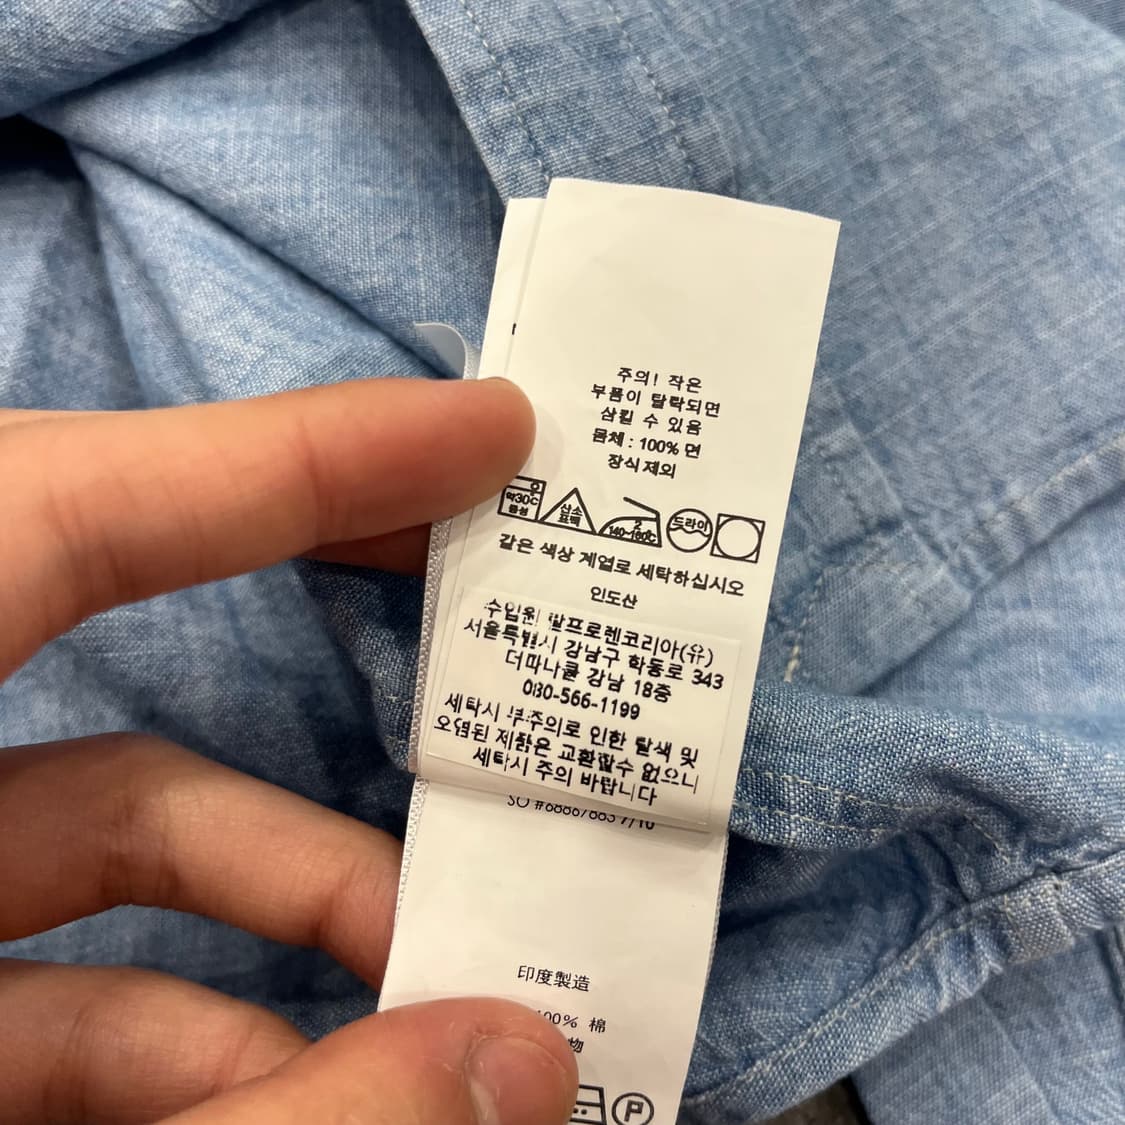 주의! 작은
부품이 탈락되면
삼킬 수 있음
몸체 : 100% 면
장식제외
약30℃
중성
산소
표백
2
140~160℃
드라이
같은 색상 계열로 세탁하십시오
인도산
수입원 랄프로렌코리아(유)
서울특별시 강남구 학동로 343
더피나클 강남 18층
080-566-1199
세탁시 부주의로 인한 탈색 및
오염된 제품은 교환할수 없으니
세탁시 주의 바랍니다
SO #
印度製造
100% 棉
物
P